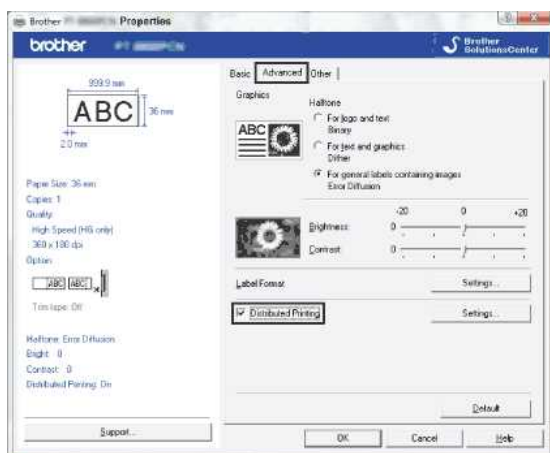 Brother Properties
brother
Brother
SolutionsCenter
999.9 mm
ABC
36 mm
2.0 mm
Paper Size: 36 mm
Copies: 1
Quality:
High Speed (HG only)
360 x 180 dpi
Option:
ABC ABC
Trim tape: Off
Halftone: Error Diffusion
Bright: 0
Contrast: 0
Distributed Printing: On
Support...
Basic Advanced Other
Graphics
Halftone
ABC
For logo and text
Binary
For text and graphics
Dither
For general labels containing images
Error Diffusion
-20 0 +20
Brightness 0
Contrast 0
Label Format Settings...
Distributed Printing Settings...
Default
OK Cancel Help